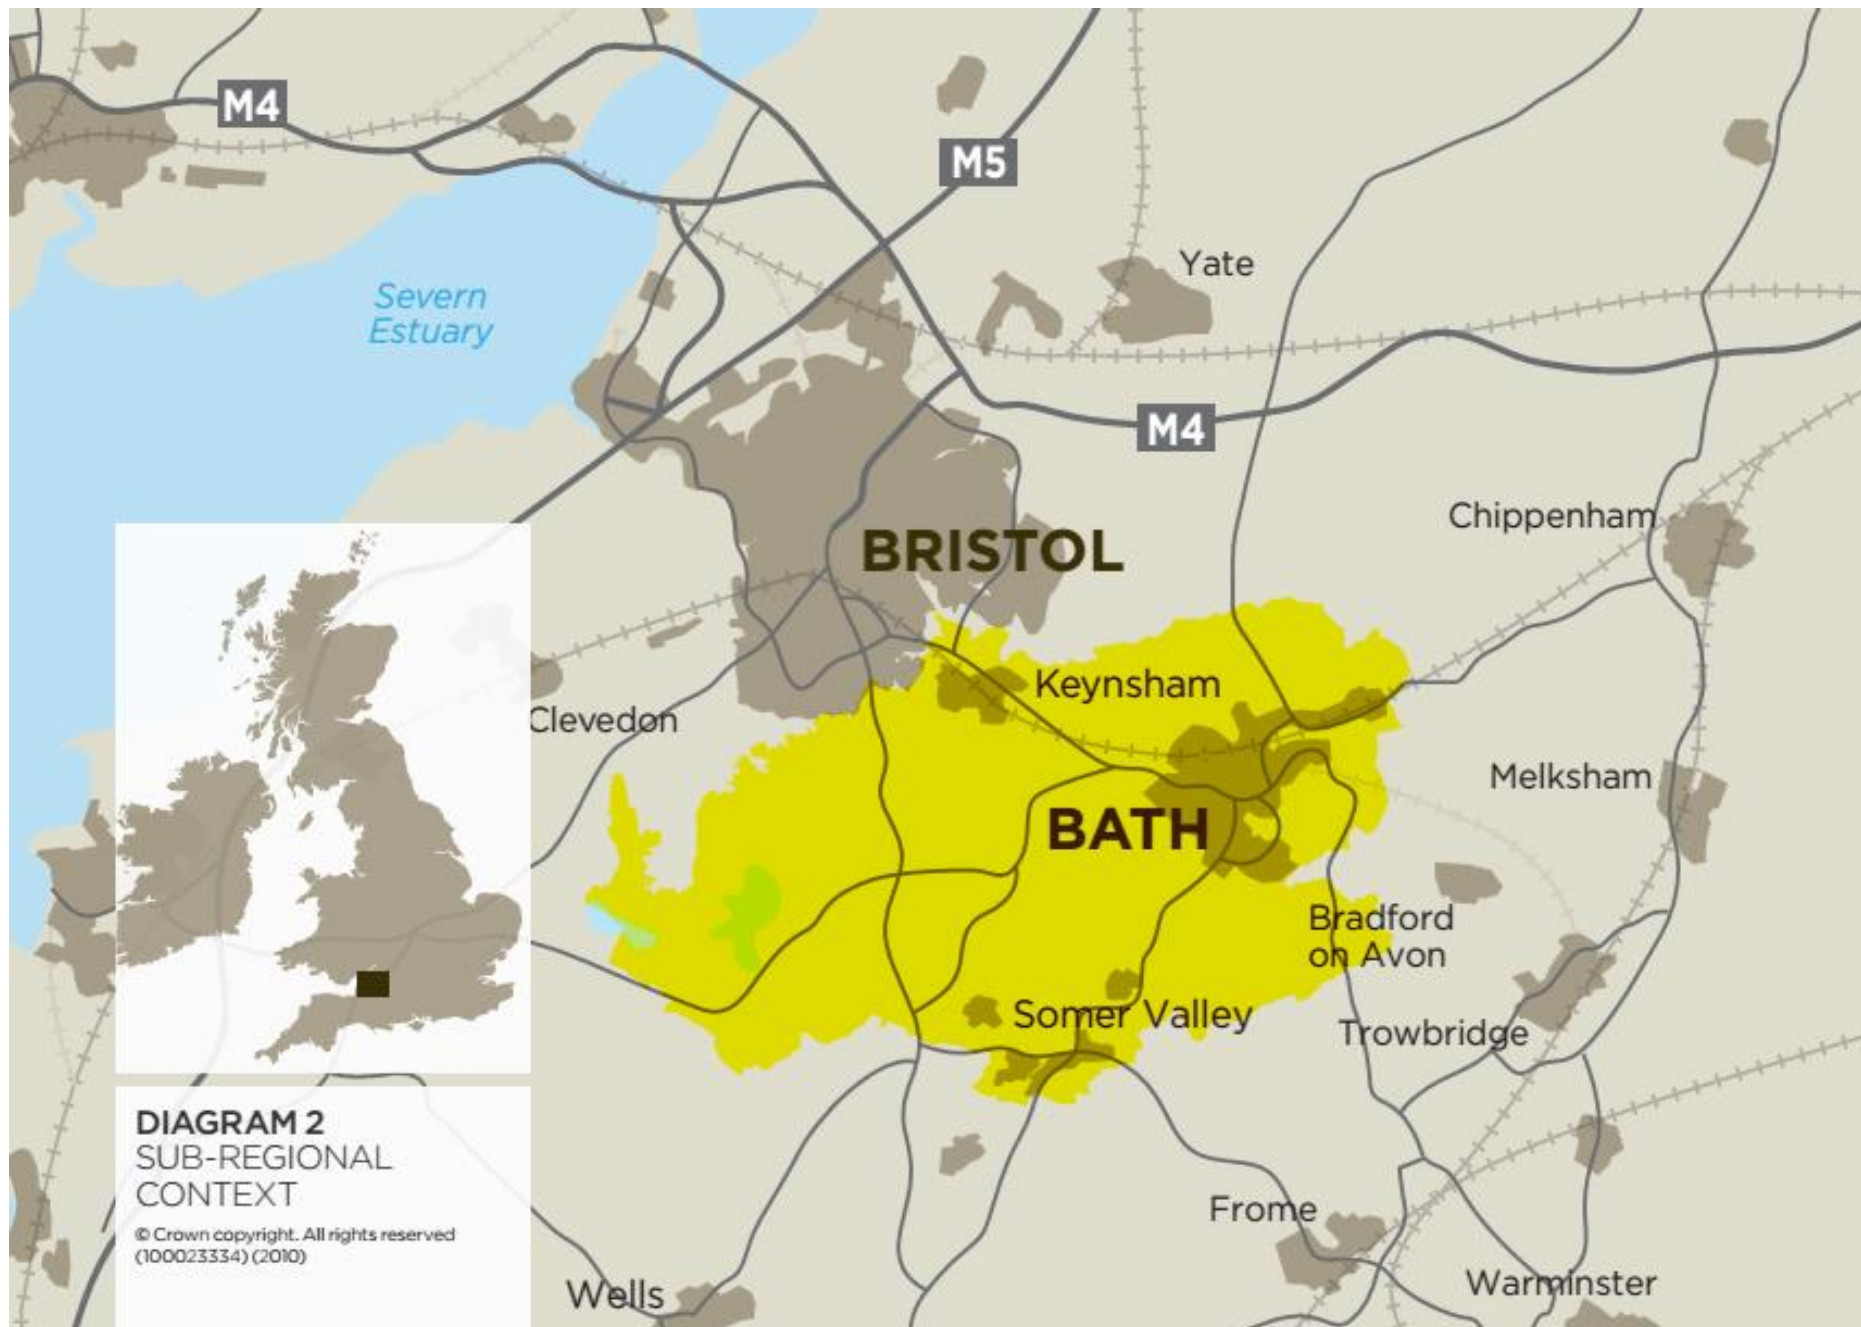 M4
M5
Yate
Severn
Estuary
M4
Chippenham
BRISTOL
Keynsham
Clevedon
Melksham
BATH
Bradford
on Avon
Somer Valley
Trowbridge
DIAGRAM 2
SUB-REGIONAL
CONTEXT
© Crown copyright. All rights reserved
(100023334) (2010)
Frome
Warminster
Wells